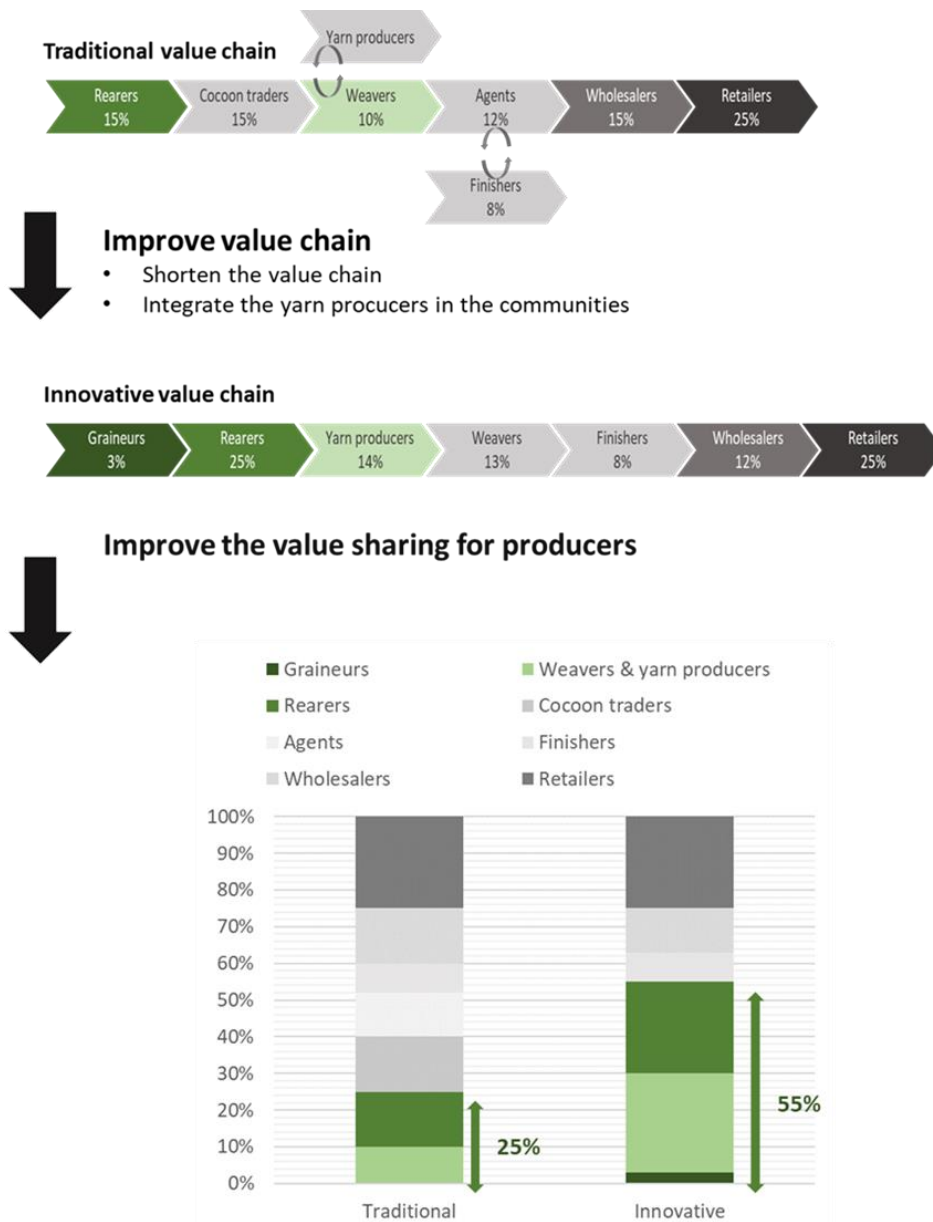 Yarn producers
Traditional value chain
Rearers Cocoon traders Weavers Agents Wholesalers Retailers
15% 15% 10% 12% 15% 25%
Finishers
8%
Improve value chain
• Shorten the value chain
• Integrate the yarn procucers in the communities
Innovative value chain
Graineurs Rearers Yarn producers Weavers Finishers Wholesalers Retailers
3% 25% 14% 13% 8% 12% 25%
Improve the value sharing for producers
Graineurs Weavers & yarn producers
Rearers Cocoon traders
Agents Finishers
Wholesalers Retailers
100%
90%
80%
70%
60%
50%
40%
30%
20%
10%
0%
25%
55%
Traditional Innovative